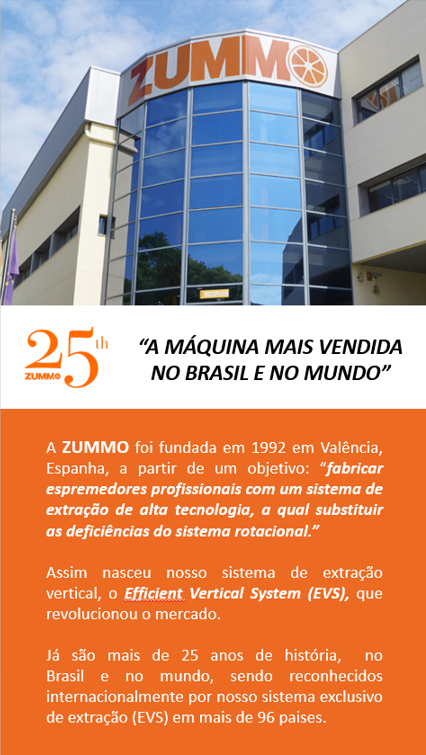 ZUMMO
25th
ZUMMO
“A MÁQUINA MAIS VENDIDA
NO BRASIL E NO MUNDO”
A ZUMMO foi fundada em 1992 em Valência,
Espanha, a partir de um objetivo: “fabricar
espremedores profissionais com um sistema de
extração de alta tecnologia, a qual substituir
as deficiências do sistema rotacional.”
Assim nasceu nosso sistema de extração
vertical, o Efficient Vertical System (EVS), que
revolucionou o mercado.
Já são mais de 25 anos de história, no
Brasil e no mundo, sendo reconhecidos
internacionalmente por nosso sistema exclusivo
de extração (EVS) em mais de 96 paises.